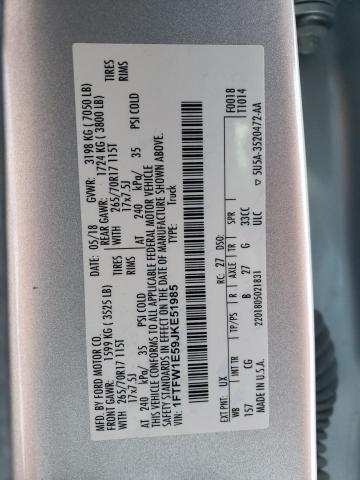 MFD. BY FORD MOTOR CO.
05/18 GVWR: 3198 KG ( 7050 LB)
FRONT GAWR: 1599 KG ( 3525 LB) REAR GAWR: 1724 KG ( 3800 LB)
WITH 265/70R17 115T TIRES WITH 265/70R17 115T TIRES
17x7.5J RIMS 17x7.5J RIMS
AT 240 kPa/ 35 PSI COLD AT 240 kPa/ 35 PSI COLD
THIS VEHICLE CONFORMS TO ALL APPLICABLE FEDERAL MOTOR VEHICLE
SAFETY STANDARDS IN EFFECT ON THE DATE OF MANUFACTURE SHOWN ABOVE.
VIN: 1FTFW1E59JKE51985
TYPE: Truck
F0018
T1014
EXT PNT: UX RC: 27 DSO:
WB INT TR TP/PS R AXLE TR SPR
157 CG B 27 G 33CC
MADE IN U.S.A. 2201805021831 ULC
5U5A-3520472-AA